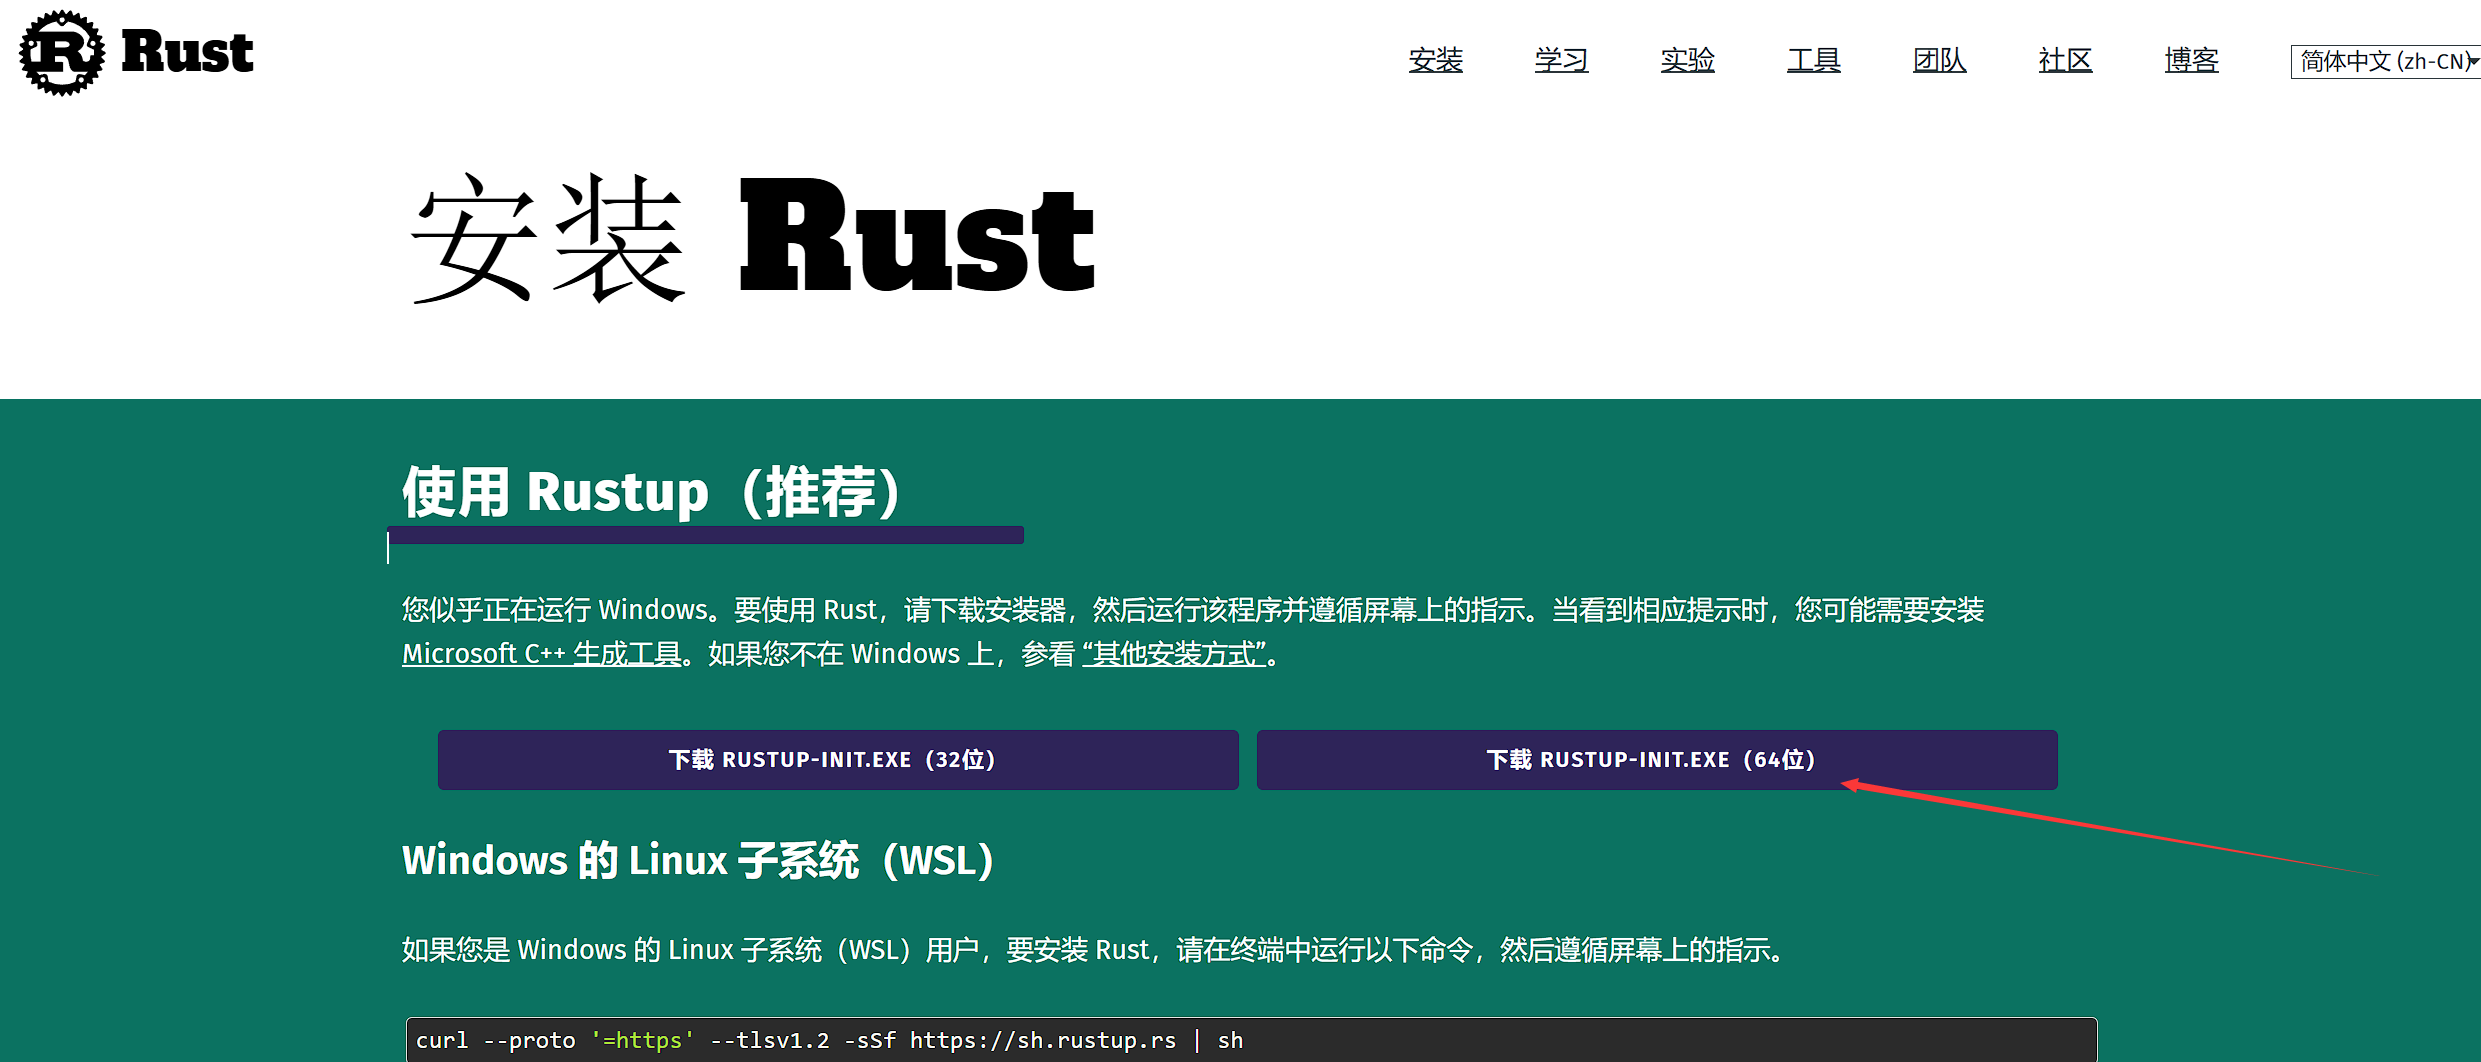 Rust
安装 学习 实验 工具 团队 社区 博客 简体中文 (zh-CN)
安装 Rust
使用 Rustup（推荐）
您似乎正在运行 Windows。要使用 Rust，请下载安装器，然后运行该程序并遵循屏幕上的指示。当看到相应提示时，您可能需要安装
Microsoft C++ 生成工具。如果您不在 Windows 上，参看 “其他安装方式”。
下载 RUSTUP-INIT.EXE（32位） 下载 RUSTUP-INIT.EXE（64位）
Windows 的 Linux 子系统（WSL）
如果您是 Windows 的 Linux 子系统（WSL）用户，要安装 Rust，请在终端中运行以下命令，然后遵循屏幕上的指示。
curl --proto '=https' --tlsv1.2 -sSf https://sh.rustup.rs | sh